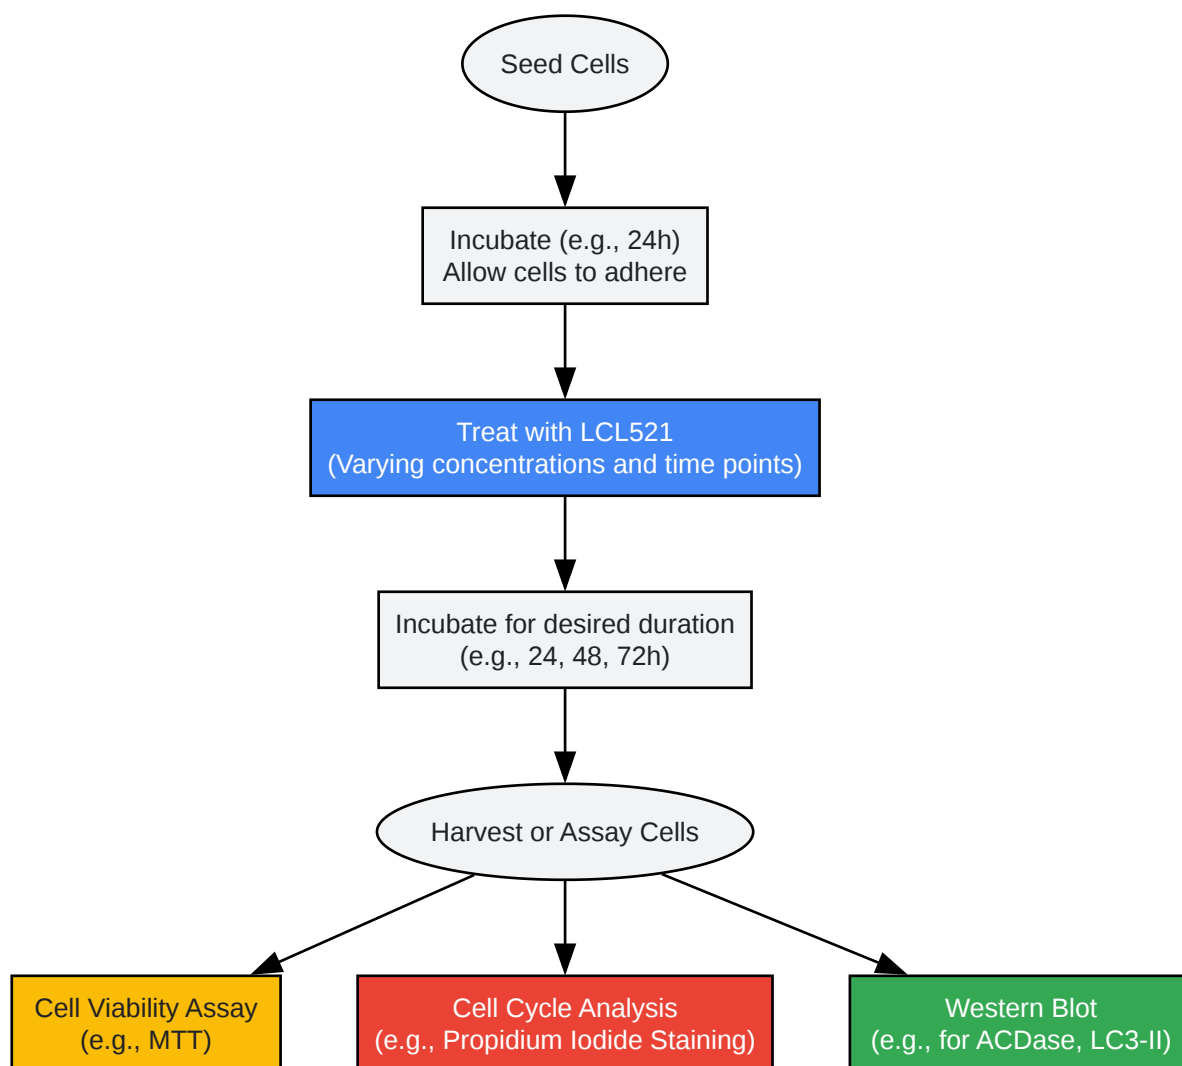 Seed Cells
Incubate (e.g., 24h)
Allow cells to adhere
Treat with LCL521
(Varying concentrations and time points)
Incubate for desired duration
(e.g., 24, 48, 72h)
Harvest or Assay Cells
Cell Viability Assay
(e.g., MTT)
Cell Cycle Analysis
(e.g., Propidium Iodide Staining)
Western Blot
(e.g., for ACDase, LC3-II)